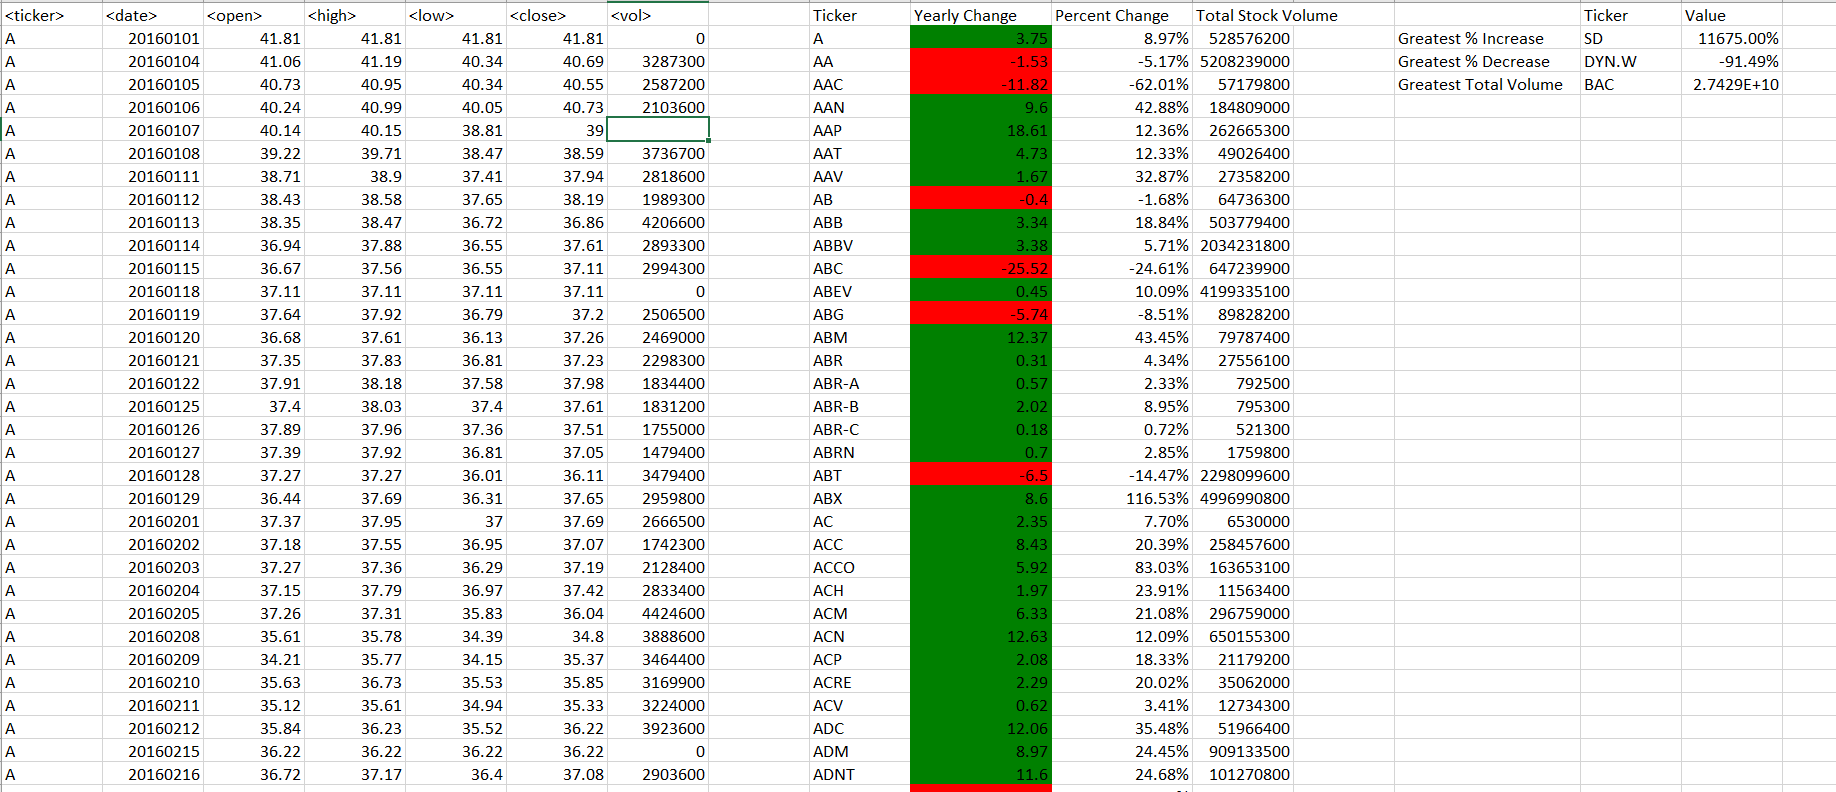 <ticker> <date> <open> <high> <low> <close> <vol> Ticker Yearly Change Percent Change Total Stock Volume Ticker Value
A 20160101 41.81 41.81 41.81 41.81 0 A 3.75 8.97% 528576200 Greatest % Increase SD 11675.00%
A 20160104 41.06 41.19 40.34 40.69 3287300 AA -1.53 -5.17% 5208239000 Greatest % Decrease DYN.W -91.49%
A 20160105 40.73 40.95 40.34 40.55 2587200 AAC -11.82 -62.01% 57179800 Greatest Total Volume BAC 2.7429E+10
A 20160106 40.24 40.99 40.05 40.73 2103600 AAN 9.6 42.88% 184809000
A 20160107 40.14 40.15 38.81 39 AAP 18.61 12.36% 262665300
A 20160108 39.22 39.71 38.47 38.59 3736700 AAT 4.73 12.33% 49026400
A 20160111 38.71 38.9 37.41 37.94 2818600 AAV 1.67 32.87% 27358200
A 20160112 38.43 38.58 37.65 38.19 1989300 AB -0.4 -1.68% 64736300
A 20160113 38.35 38.47 36.72 36.86 4206600 ABB 3.34 18.84% 503779400
A 20160114 36.94 37.88 36.55 37.61 2893300 ABBV 3.38 5.71% 2034231800
A 20160115 36.67 37.56 36.55 37.11 2994300 ABC -25.52 -24.61% 647239900
A 20160118 37.11 37.11 37.11 37.11 0 ABEV 0.45 10.09% 4199335100
A 20160119 37.64 37.92 36.79 37.2 2506500 ABG -5.74 -8.51% 89828200
A 20160120 36.68 37.61 36.13 37.26 2469000 ABM 12.37 43.45% 79787400
A 20160121 37.35 37.83 36.81 37.23 2298300 ABR 0.31 4.34% 27556100
A 20160122 37.91 38.18 37.58 37.98 1834400 ABR-A 0.57 2.33% 792500
A 20160125 37.4 38.03 37.4 37.61 1831200 ABR-B 2.02 8.95% 795300
A 20160126 37.89 37.96 37.36 37.51 1755000 ABR-C 0.18 0.72% 521300
A 20160127 37.39 37.92 36.81 37.05 1479400 ABRN 0.7 2.85% 1759800
A 20160128 37.27 37.27 36.01 36.11 3479400 ABT -6.5 -14.47% 2298099600
A 20160129 36.44 37.69 36.31 37.65 2959800 ABX 8.6 116.53% 4996990800
A 20160201 37.37 37.95 37 37.69 2666500 AC 2.35 7.70% 6530000
A 20160202 37.18 37.55 36.95 37.07 1742300 ACC 8.43 20.39% 258457600
A 20160203 37.27 37.36 36.29 37.19 2128400 ACCO 5.92 83.03% 163653100
A 20160204 37.15 37.79 36.97 37.42 2833400 ACH 1.97 23.91% 11563400
A 20160205 37.26 37.31 35.83 36.04 4424600 ACM 6.33 21.08% 296759000
A 20160208 35.61 35.78 34.39 34.8 3888600 ACN 12.63 12.09% 650155300
A 20160209 34.21 35.77 34.15 35.37 3464400 ACP 2.08 18.33% 21179200
A 20160210 35.63 36.73 35.53 35.85 3169900 ACRE 2.29 20.02% 35062000
A 20160211 35.12 35.61 34.94 35.33 3224000 ACV 0.62 3.41% 12734300
A 20160212 35.84 36.23 35.52 36.22 3923600 ADC 12.06 35.48% 51966400
A 20160215 36.22 36.22 36.22 36.22 0 ADM 8.97 24.45% 909133500
A 20160216 36.72 37.17 36.4 37.08 2903600 ADNT 11.6 24.68% 101270800